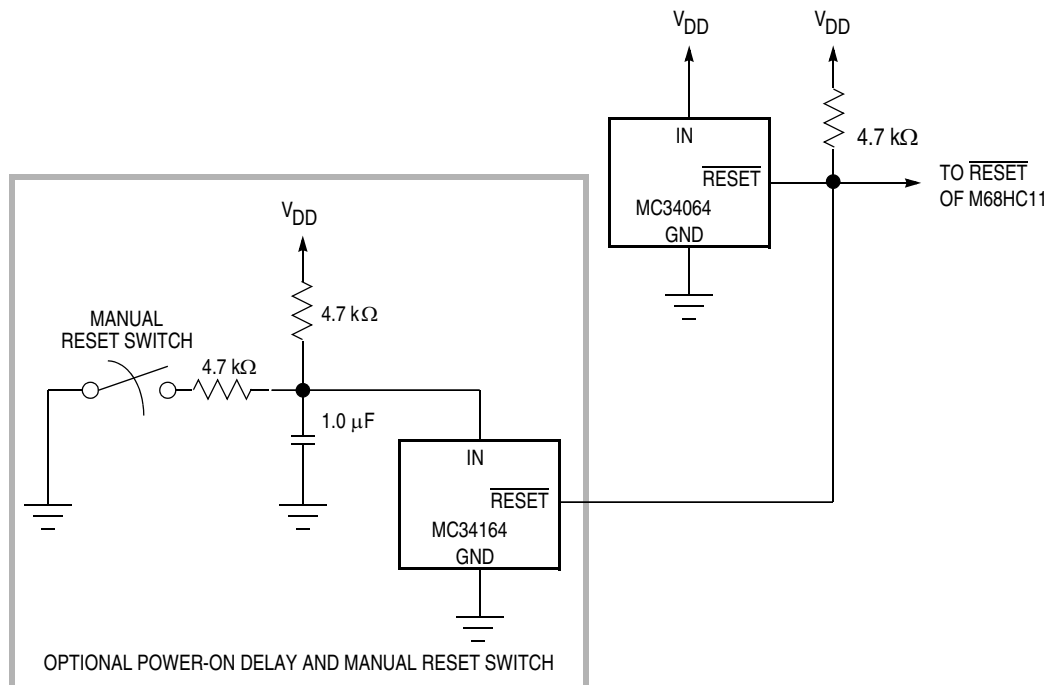 VDD
VDD
IN
4.7 kΩ
RESET
TO RESET
OF M68HC11
MC34064
GND
VDD
4.7 kΩ
MANUAL
RESET SWITCH
4.7 kΩ
1.0 μF
IN
RESET
MC34164
GND
OPTIONAL POWER-ON DELAY AND MANUAL RESET SWITCH